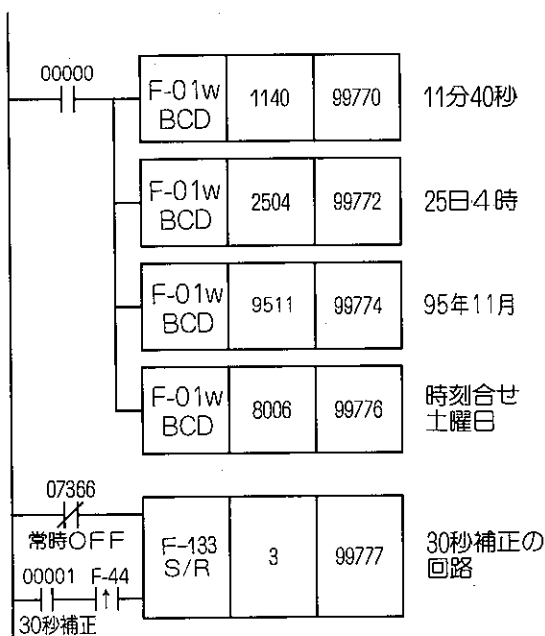 00000
F-01w
BCD
1140
99770
11分40秒
F-01w
BCD
2504
99772
25日4時
F-01w
BCD
9511
99774
95年11月
F-01w
BCD
8006
99776
時刻合せ
土曜日
07366
常時OFF
00001 F-44
↑
30秒補正
F-133
S/R
3
99777
30秒補正の
回路